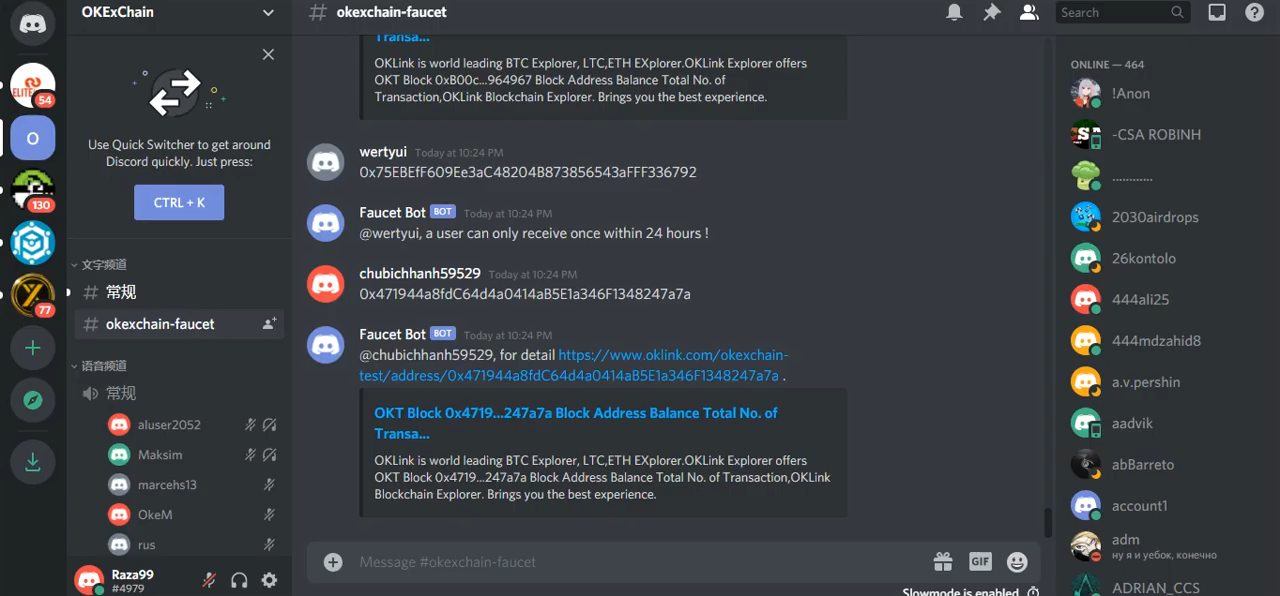 OKExChain
okexchain-faucet
Search
54
O
130
77
Use Quick Switcher to get around
Discord quickly. Just press:
CTRL + K
文字频道
常规
okexchain-faucet
语音频道
常规
aluser2052
Maksim
marcehs13
OkeM
rus
Raza99
#4979
Transa...
OKLink is world leading BTC Explorer, LTC,ETH EXplorer.OKLink Explorer offers
OKT Block 0xB00c...964967 Block Address Balance Total No. of
Transaction,OKLink Blockchain Explorer. Brings you the best experience.
wertyui Today at 10:24 PM
0x75EBEfF609Ee3aC48204B873856543aFFF336792
Faucet Bot BOT Today at 10:24 PM
@wertyui, a user can only receive once within 24 hours !
chubichhanh59529 Today at 10:24 PM
0x471944a8fdC64d4a0414aB5E1a346F1348247a7a
Faucet Bot BOT Today at 10:24 PM
@chubichhanh59529, for detail https://www.oklink.com/okexchain-
test/address/0x471944a8fdC64d4a0414aB5E1a346F1348247a7a .
OKT Block 0x4719...247a7a Block Address Balance Total No. of
Transa...
OKLink is world leading BTC Explorer, LTC,ETH EXplorer.OKLink Explorer offers
OKT Block 0x4719...247a7a Block Address Balance Total No. of Transaction,OKLink
Blockchain Explorer. Brings you the best experience.
Message #okexchain-faucet
GIF
Slowmode is enabled
ONLINE — 464
!Anon
-CSA ROBINH
............
2030airdrops
26kontolo
444ali25
444mdzahid8
a.v.pershin
aadvik
abBarreto
account1
adm
ну я и уебок, конечно
ADRIAN_CCS